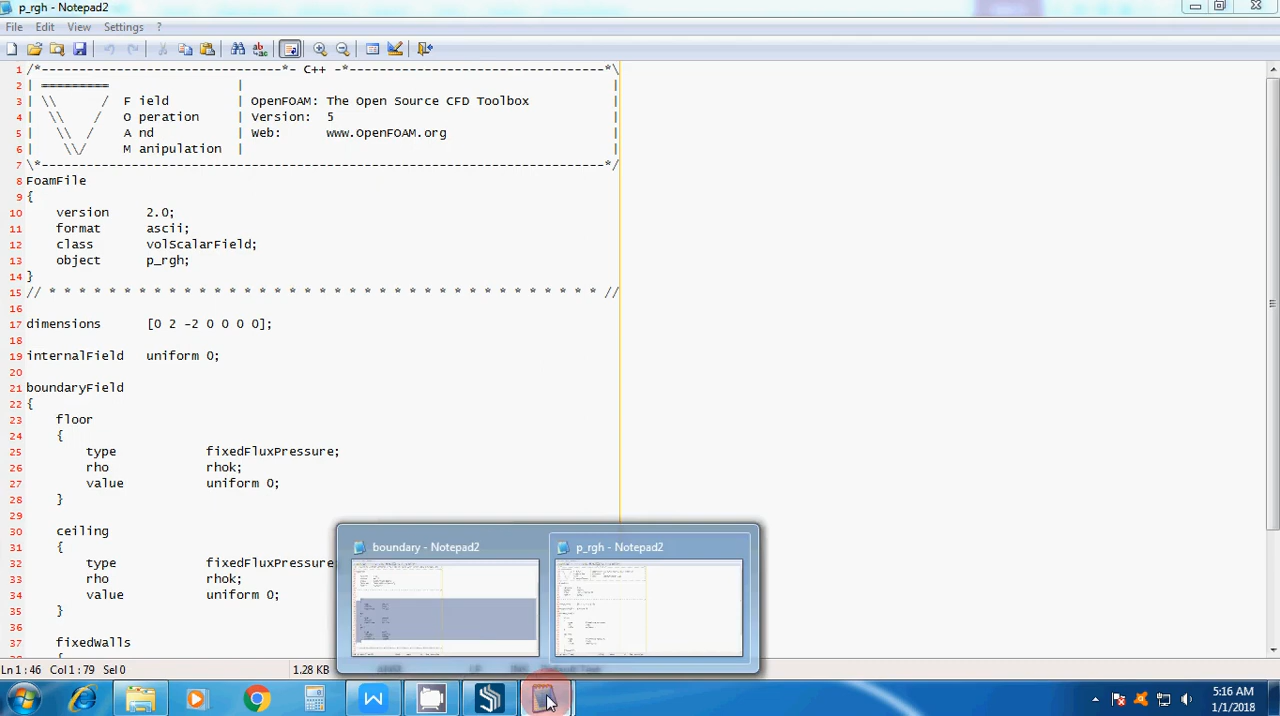 p_rgh - Notepad2
File Edit View Settings ?
1 /*-------------------------------*- C++ -*----------------------------------*\
2 | ========= |
3 | \\ / F ield | OpenFOAM: The Open Source CFD Toolbox |
4 | \\ / O peration | Version: 5 |
5 | \\ / A nd | Web: www.OpenFOAM.org |
6 | \\/ M anipulation | |
7 \*---------------------------------------------------------------------------*/
8 FoamFile
9 {
10 version 2.0;
11 format ascii;
12 class volScalarField;
13 object p_rgh;
14 }
15 // * * * * * * * * * * * * * * * * * * * * * * * * * * * * * * * * * * * * * //
16
17 dimensions [0 2 -2 0 0 0 0];
18
19 internalField uniform 0;
20
21 boundaryField
22 {
23 floor
24 {
25 type fixedFluxPressure;
26 rho rhok;
27 value uniform 0;
28 }
29
30 ceiling
31 {
32 type fixedFluxPressure
33 rho rhok;
34 value uniform 0;
35 }
36
37 fixedWalls
boundary - Notepad2
p_rgh - Notepad2
Ln 1:46 Col 1:79 Sel 0
1.28 KB
5:16 AM
1/1/2018